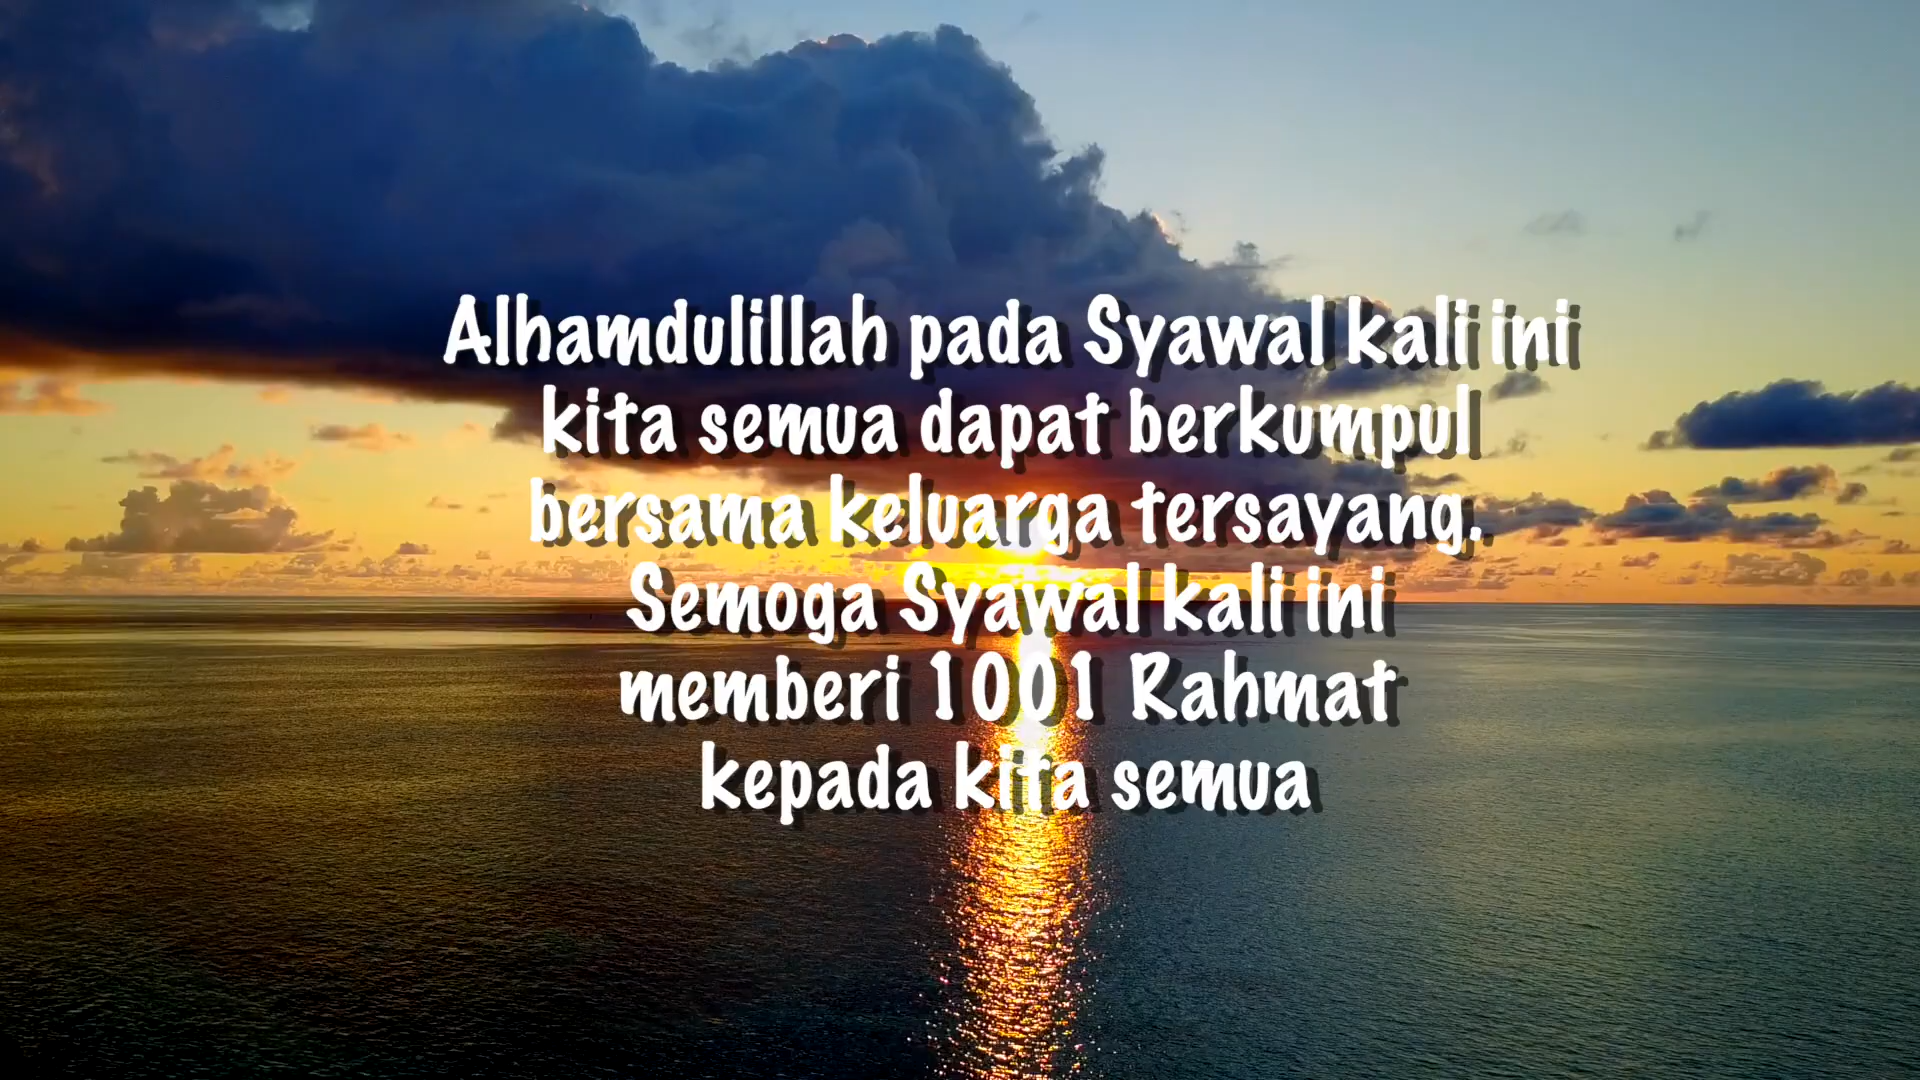 Alhamdulillah pada Syawal kali ini
kita semua dapat berkumpul
bersama keluarga tersayang.
Semoga Syawal kali ini
memberi 1001 Rahmat
kepada kita semua